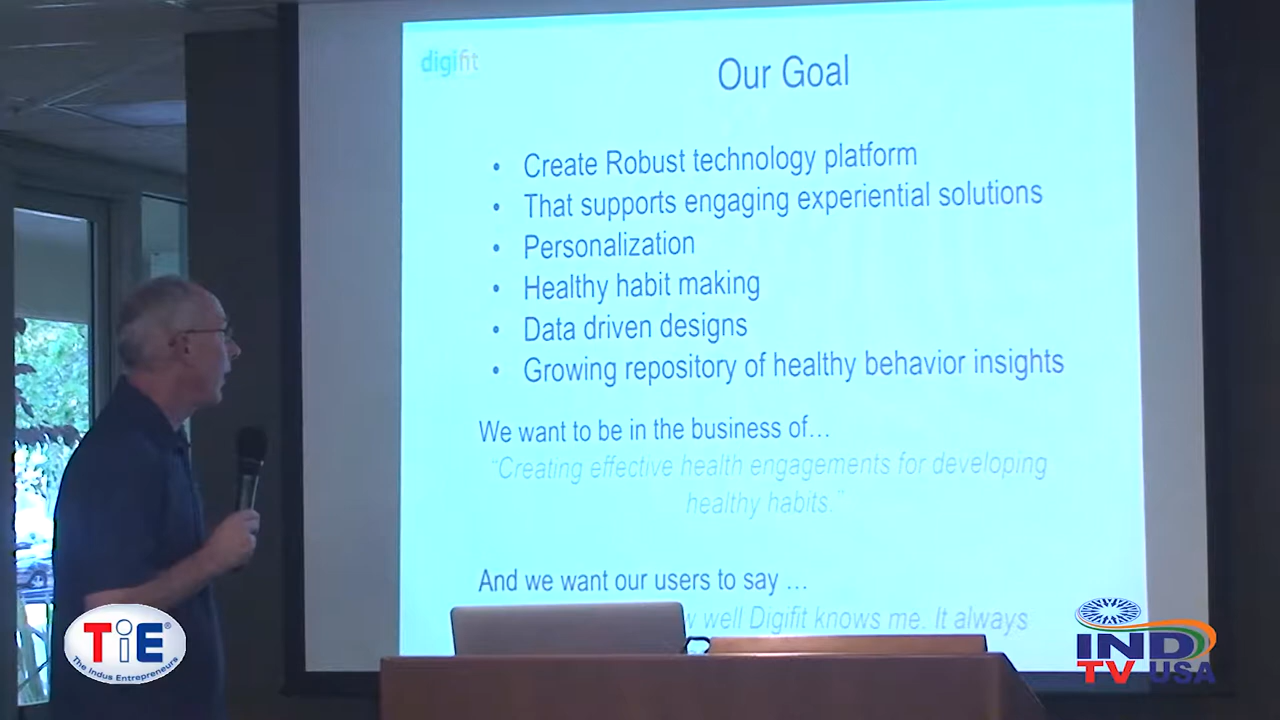 digifit
Our Goal
• Create Robust technology platform
• That supports engaging experiential solutions
• Personalization
• Healthy habit making
• Data driven designs
• Growing repository of healthy behavior insights
We want to be in the business of…
"Creating effective health engagements for developing
healthy habits."
And we want our users to say …
well Digifit knows me. It always
TiE®
The Indus Entrepreneurs
IND
TV USA